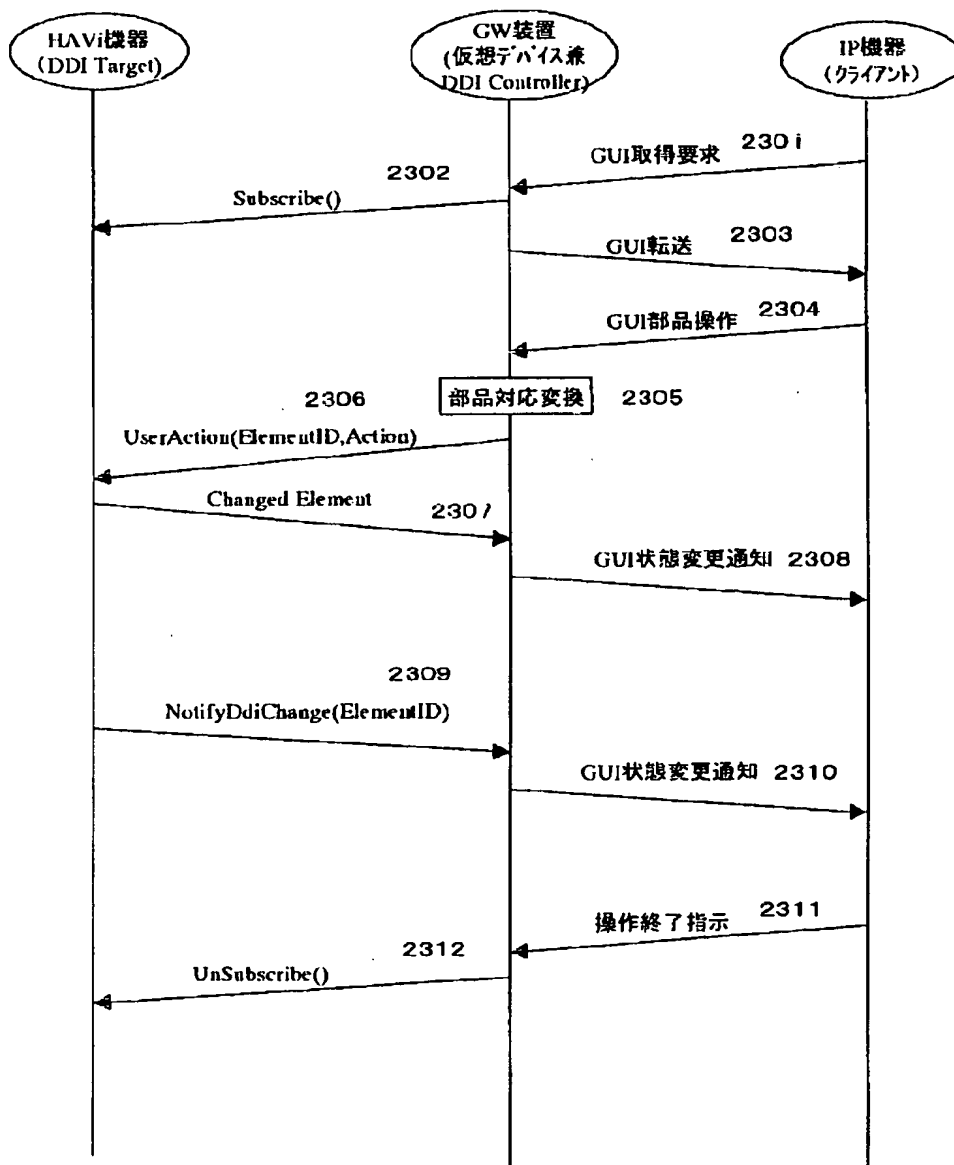 HAVi機器
(DDI Target)
GW装置
(仮想デバイス兼
DDI Controller)
IP機器
(クライアント)
GUI取得要求
2301
2302
Subscribe()
GUI転送
2303
GUI部品操作
2304
部品対応変換
2305
2306
UserAction(ElementID,Action)
Changed Element
2307
GUI状態変更通知
2308
2309
NotifyDdiChange(ElementID)
GUI状態変更通知
2310
操作終了指示
2311
2312
UnSubscribe()